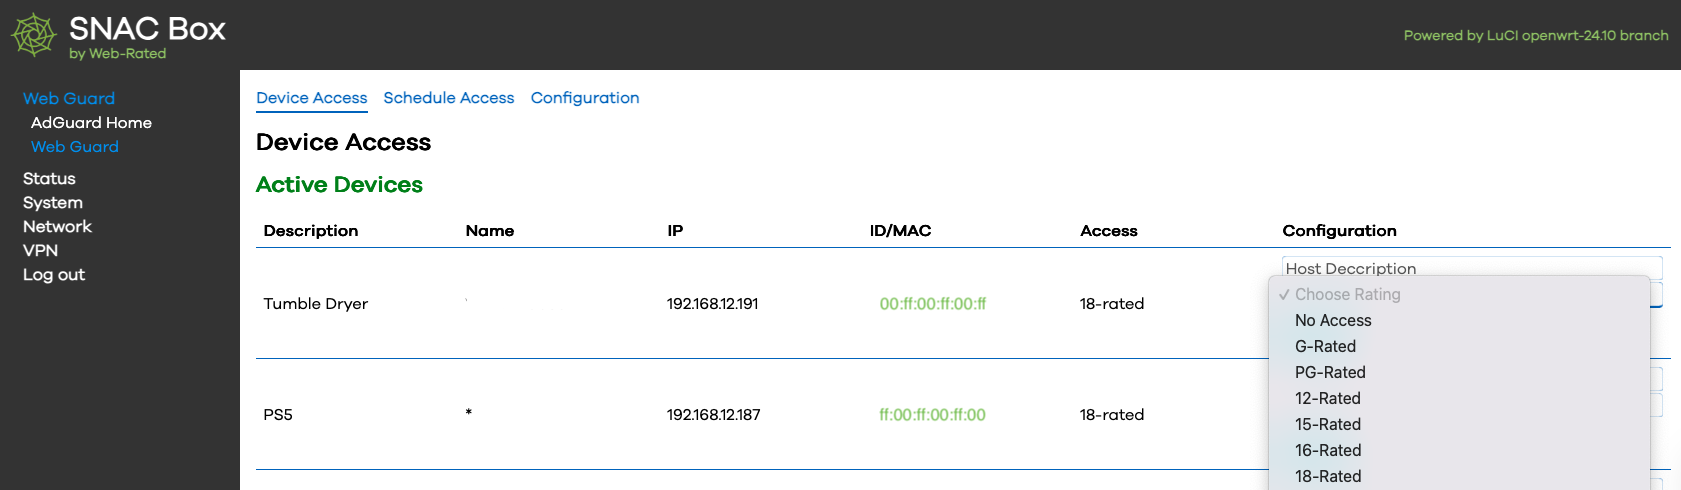 SNAC Box
by Web-Rated
Powered by LuCI openwrt-24.10 branch
Web Guard
AdGuard Home
Web Guard
Status
System
Network
VPN
Log out
Device Access Schedule Access Configuration
Device Access
Active Devices
Description Name IP ID/MAC Access Configuration
Host Deccription
Tumble Dryer 192.168.12.191 00:ff:00:ff:00:ff 18-rated
✓ Choose Rating
No Access
G-Rated
PG-Rated
12-Rated
15-Rated
16-Rated
18-Rated
PS5 * 192.168.12.187 ff:00:ff:00:ff:00 18-rated